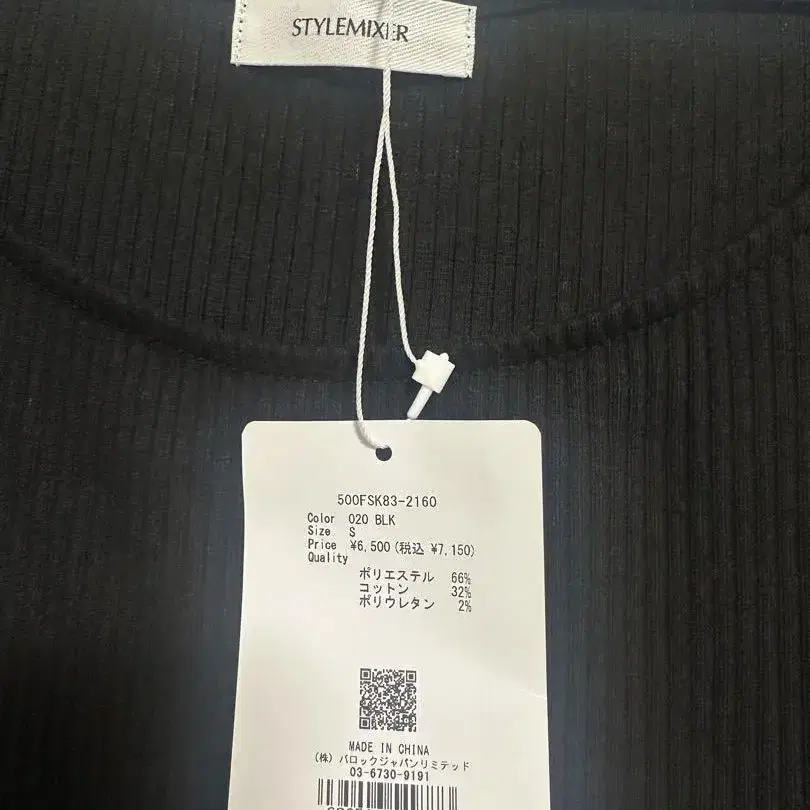 STYLEMIXER
500FSK83-2160
Color 020 BLK
Size S
Price ¥6,500(税込 ¥7,150)
Quality
ポリエステル 66%
コットン 32%
ポリウレタン 2%
MADE IN CHINA
(株) バロックジャパンリミテッド
03-6730-9191